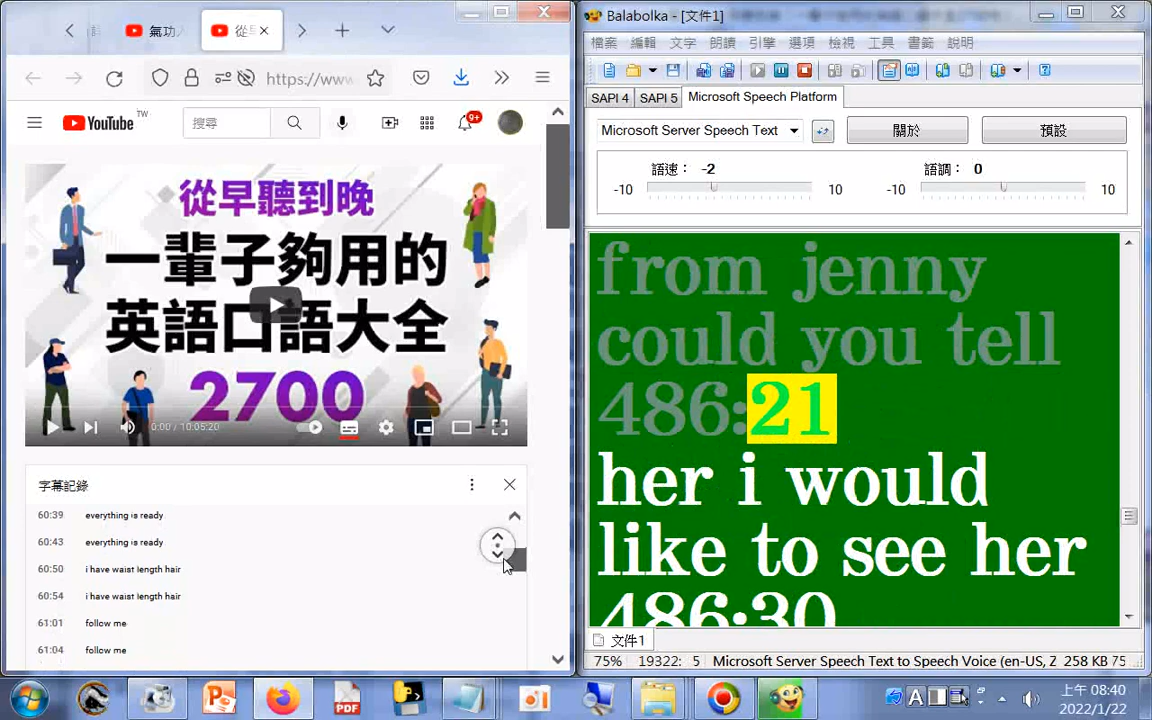 氣功
從
https://www
YouTube TW
搜尋
9+
從早聽到晚
一輩子夠用的
英語口語大全
2700
0:00 / 10:05:20
字幕記錄
60:39 everything is ready
60:43 everything is ready
60:50 i have waist length hair
60:54 i have waist length hair
61:01 follow me
61:04 follow me
Balabolka - [文件1]
檔案 編輯 文字 朗讀 引擎 選項 檢視 工具 書籤 說明
SAPI 4 SAPI 5 Microsoft Speech Platform
Microsoft Server Speech Text 關於 預設
語速： -2 語調： 0
-10 10 -10 10
from jenny
could you tell
486:21
her i would
like to see her
486:30
文件1
75% 19322: 5 Microsoft Server Speech Text to Speech Voice (en-US, Z 258 KB 75
PDF
A
上午 08:40
2022/1/22